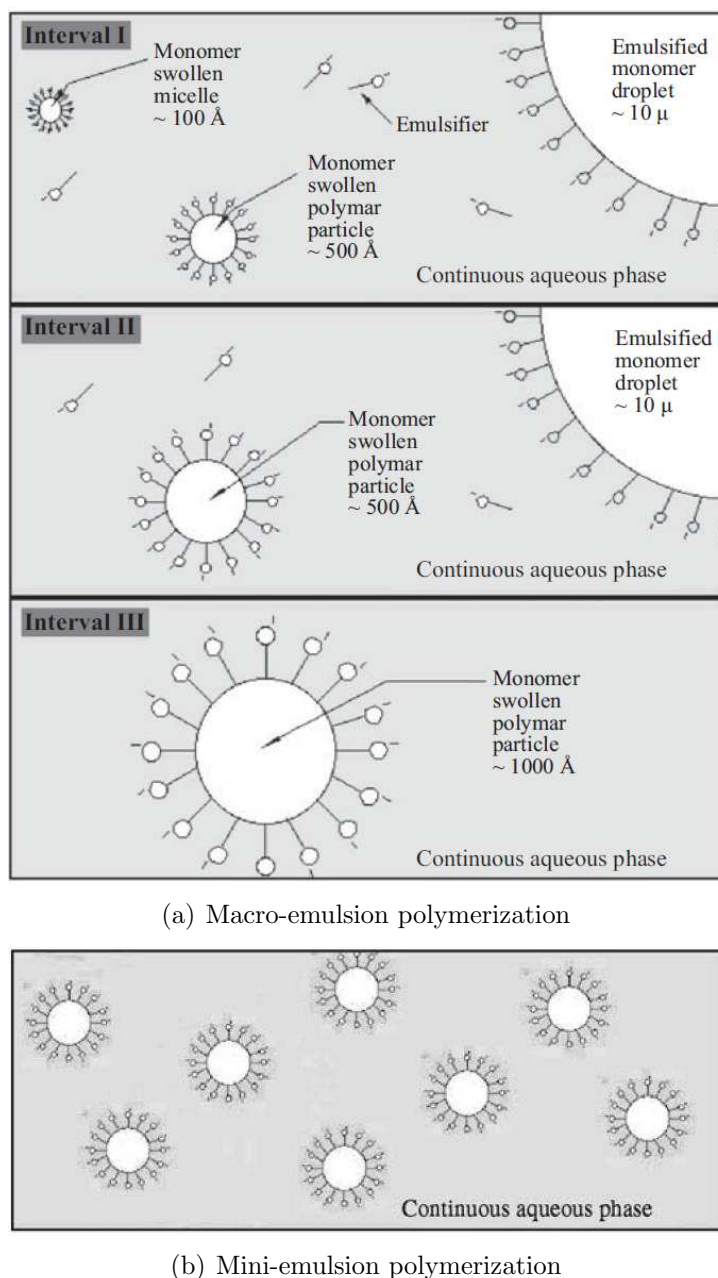 Interval I
Monomer
swollen
micelle
~ 100 Å
Emulsifier
Monomer
swollen
polymar
particle
~ 500 Å
Emulsified
monomer
droplet
~ 10 μ
Continuous aqueous phase
Interval II
Monomer
swollen
polymar
particle
~ 500 Å
Emulsified
monomer
droplet
~ 10 μ
Continuous aqueous phase
Interval III
Monomer
swollen
polymar
particle
~ 1000 Å
Continuous aqueous phase
(a) Macro-emulsion polymerization
Continuous aqueous phase
(b) Mini-emulsion polymerization